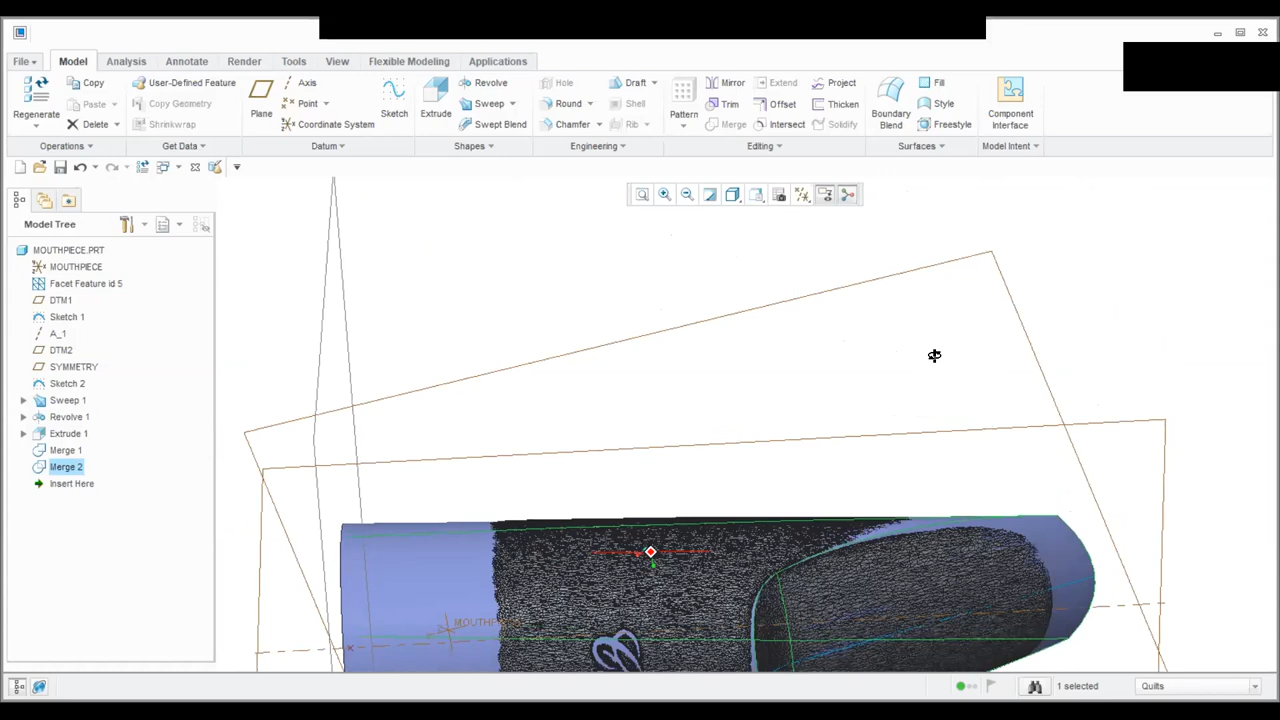 File
Model
Analysis
Annotate
Render
Tools
View
Flexible Modeling
Applications
Regenerate
Copy
Paste
Delete
Operations
User-Defined Feature
Copy Geometry
Shrinkwrap
Get Data
Plane
Axis
Point
Coordinate System
Sketch
Datum
Extrude
Revolve
Sweep
Swept Blend
Shapes
Hole
Round
Chamfer
Draft
Shell
Rib
Engineering
Pattern
Mirror
Trim
Merge
Extend
Offset
Intersect
Project
Thicken
Solidify
Editing
Boundary
Blend
Fill
Style
Freestyle
Surfaces
Component
Interface
Model Intent
Model Tree
MOUTHPIECE.PRT
MOUTHPIECE
Facet Feature id 5
DTM1
Sketch 1
A_1
DTM2
SYMMETRY
Sketch 2
Sweep 1
Revolve 1
Extrude 1
Merge 1
Merge 2
Insert Here
1 selected
Quilts